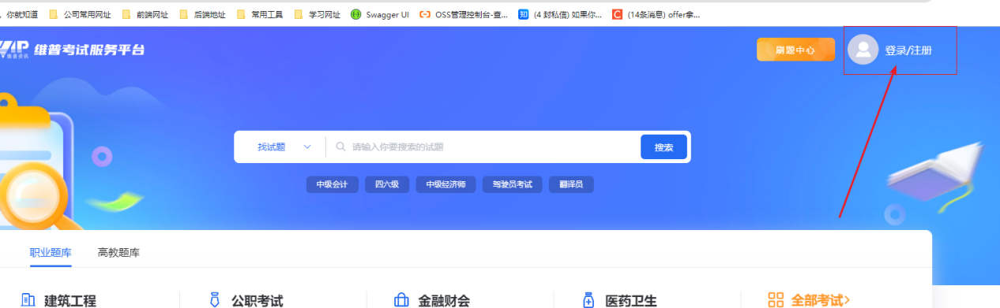 你就知道 公司常用网址 前端网址 后端地址 常用工具 学习网址 Swagger UI OSS管理控制台-查... (4 封私信) 如果你... (14条消息) offer拿...
VIP 维普资讯 维普考试服务平台 刷题中心 登录/注册
找试题 请输入你要搜索的试题 搜索
中级会计 四六级 中级经济师 驾驶员考试 翻译员
职业题库 高教题库
建筑工程 公职考试 金融财会 医药卫生 全部考试>